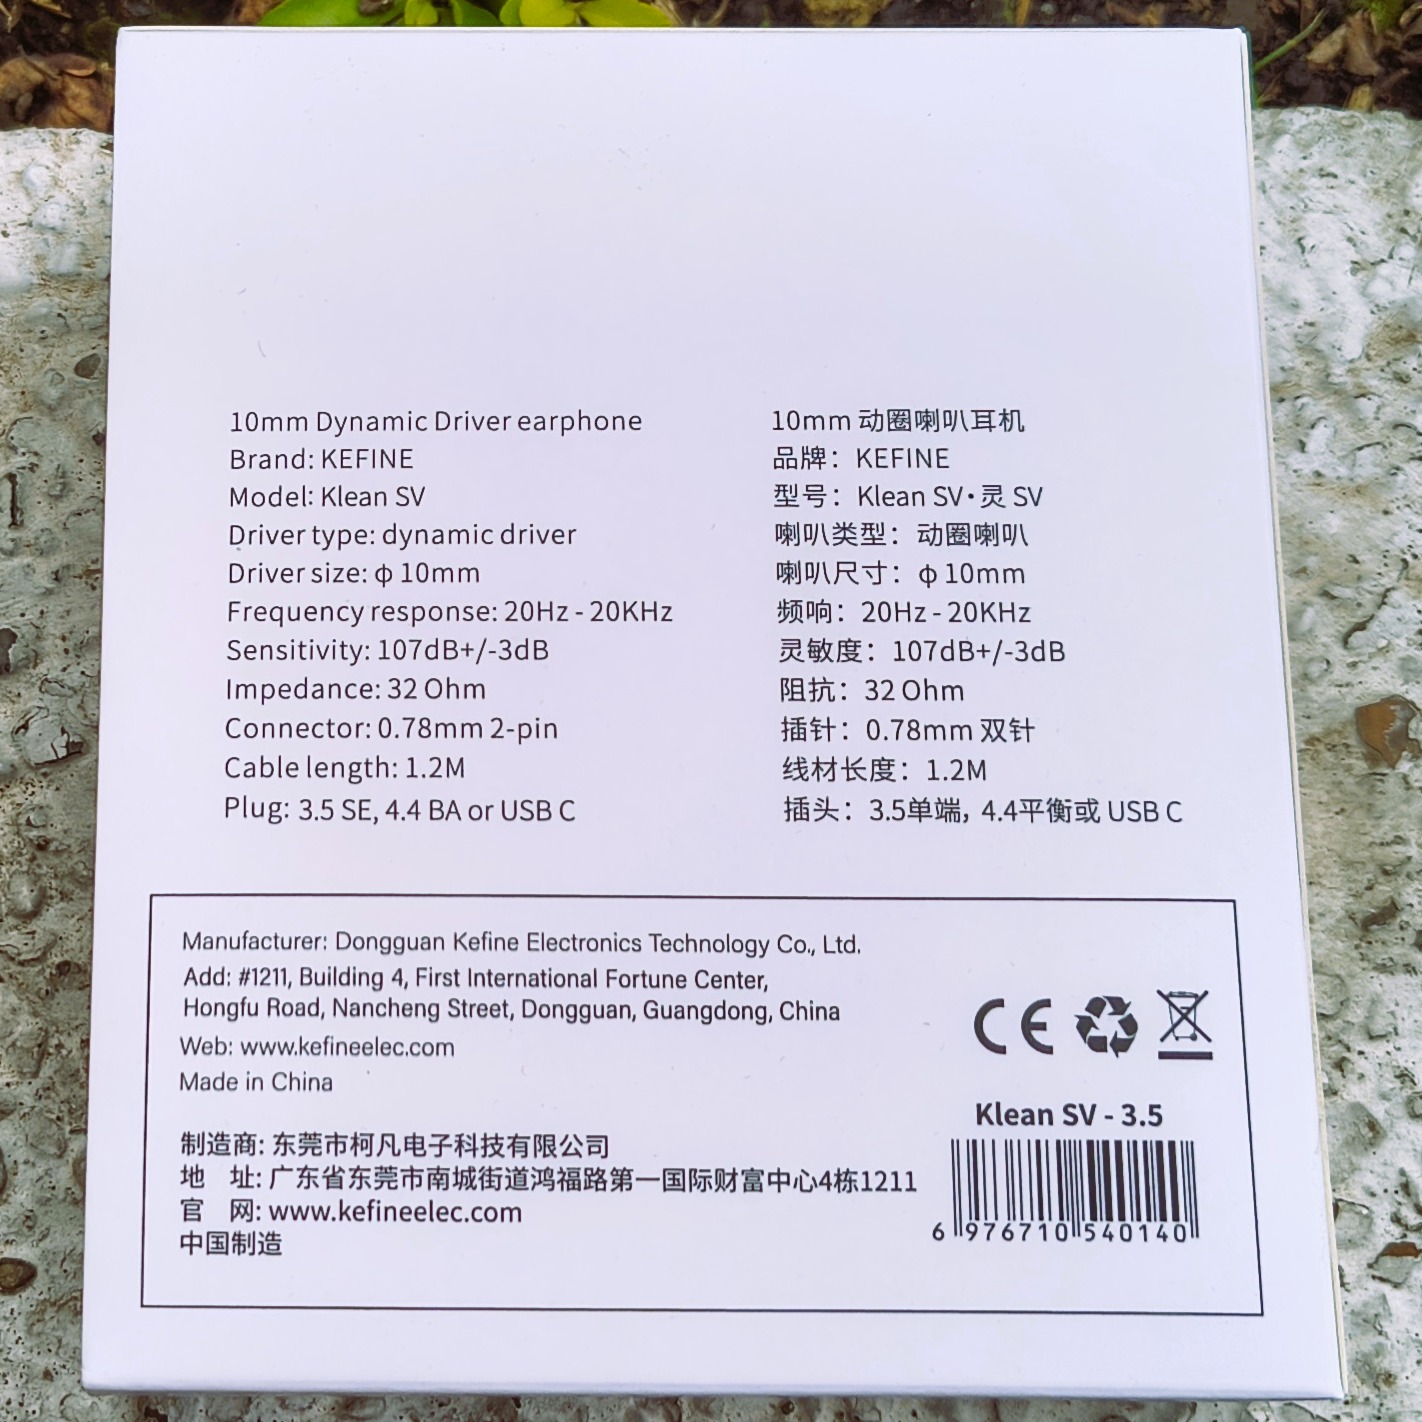 10mm Dynamic Driver earphone
Brand: KEFINE
Model: Klean SV
Driver type: dynamic driver
Driver size: ф 10mm
Frequency response: 20Hz - 20KHz
Sensitivity: 107dB+/-3dB
Impedance: 32 Ohm
Connector: 0.78mm 2-pin
Cable length: 1.2M
Plug: 3.5 SE, 4.4 BA or USB C
10mm 动圈喇叭耳机
品牌：KEFINE
型号：Klean SV·灵 SV
喇叭类型：动圈喇叭
喇叭尺寸：ф 10mm
频响：20Hz - 20KHz
灵敏度：107dB+/-3dB
阻抗：32 Ohm
插针：0.78mm 双针
线材长度：1.2M
插头：3.5单端，4.4平衡或 USB C
Manufacturer: Dongguan Kefine Electronics Technology Co., Ltd.
Add: #1211, Building 4, First International Fortune Center,
Hongfu Road, Nancheng Street, Dongguan, Guangdong, China
Web: www.kefineelec.com
Made in China
制造商: 东莞市柯凡电子科技有限公司
地 址: 广东省东莞市南城街道鸿福路第一国际财富中心4栋1211
官 网: www.kefineelec.com
中国制造
CE
Klean SV - 3.5
6 976710 540140